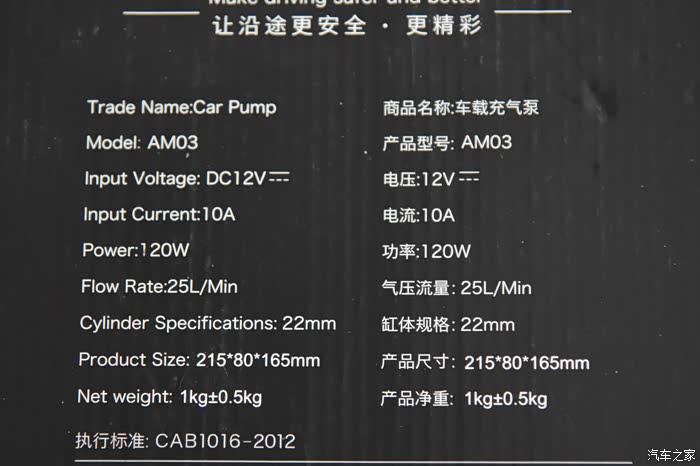 Make driving safer and better
让沿途更安全 · 更精彩
Trade Name:Car Pump
商品名称:车载充气泵
Model: AM03
产品型号: AM03
Input Voltage: DC12V⎓
电压:12V⎓
Input Current:10A
电流:10A
Power:120W
功率:120W
Flow Rate:25L/Min
气压流量: 25L/Min
Cylinder Specifications: 22mm
缸体规格: 22mm
Product Size: 215*80*165mm
产品尺寸: 215*80*165mm
Net weight: 1kg±0.5kg
产品净重: 1kg±0.5kg
执行标准: CAB1016-2012
汽车之家